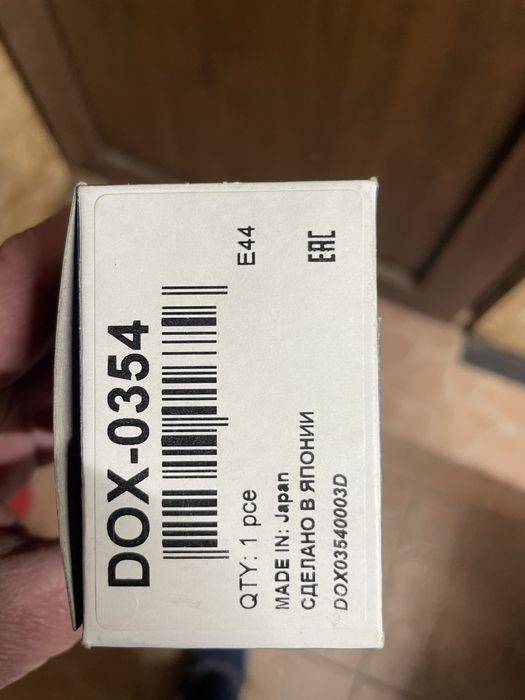 DOX-0354
QTY: 1 pce
E44
MADE IN: Japan
СДЕЛАНО В ЯПОНИИ
EAC
DOX03540003D